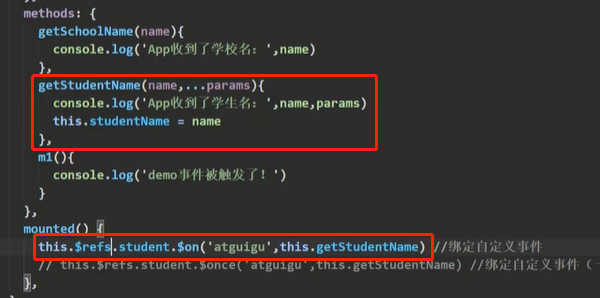 methods: {
getSchoolName(name){
console.log('App收到了学校名：',name)
},
getStudentName(name,...params){
console.log('App收到了学生名：',name,params)
this.studentName = name
},
m1(){
console.log('demo事件被触发了！')
}
},
mounted() {
this.$refs.student.$on('atguigu',this.getStudentName) //绑定自定义事件
// this.$refs.student.$once('atguigu',this.getStudentName) //绑定自定义事件（一
},